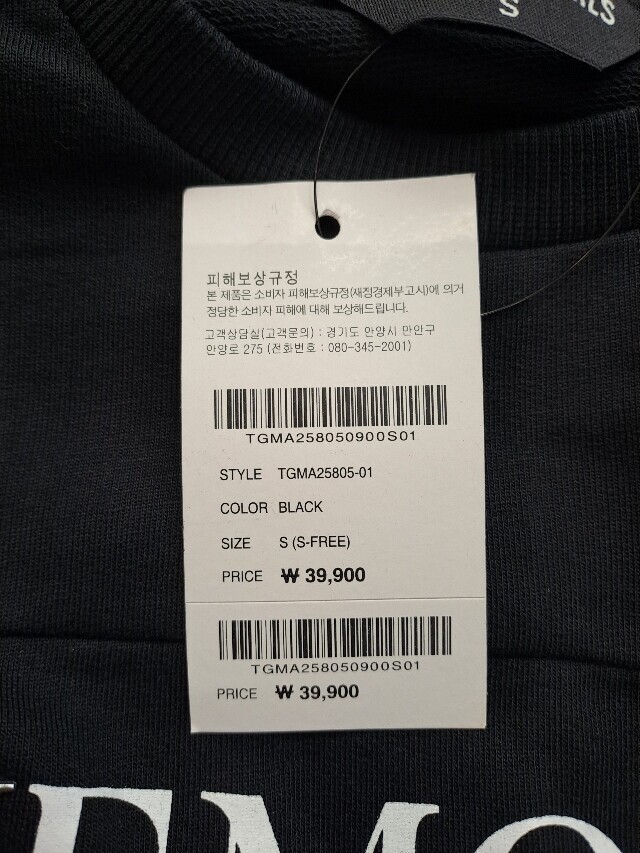 S
피해보상규정
본 제품은 소비자 피해보상규정(재정경제부고시)에 의거
정당한 소비자 피해에 대해 보상해드립니다.
고객상담실(고객문의) : 경기도 안양시 만안구
안양로 275 (전화번호 : 080-345-2001)
TGMA258050900S01
STYLE TGMA25805-01
COLOR BLACK
SIZE S (S-FREE)
PRICE ₩ 39,900
TGMA258050900S01
PRICE ₩ 39,900